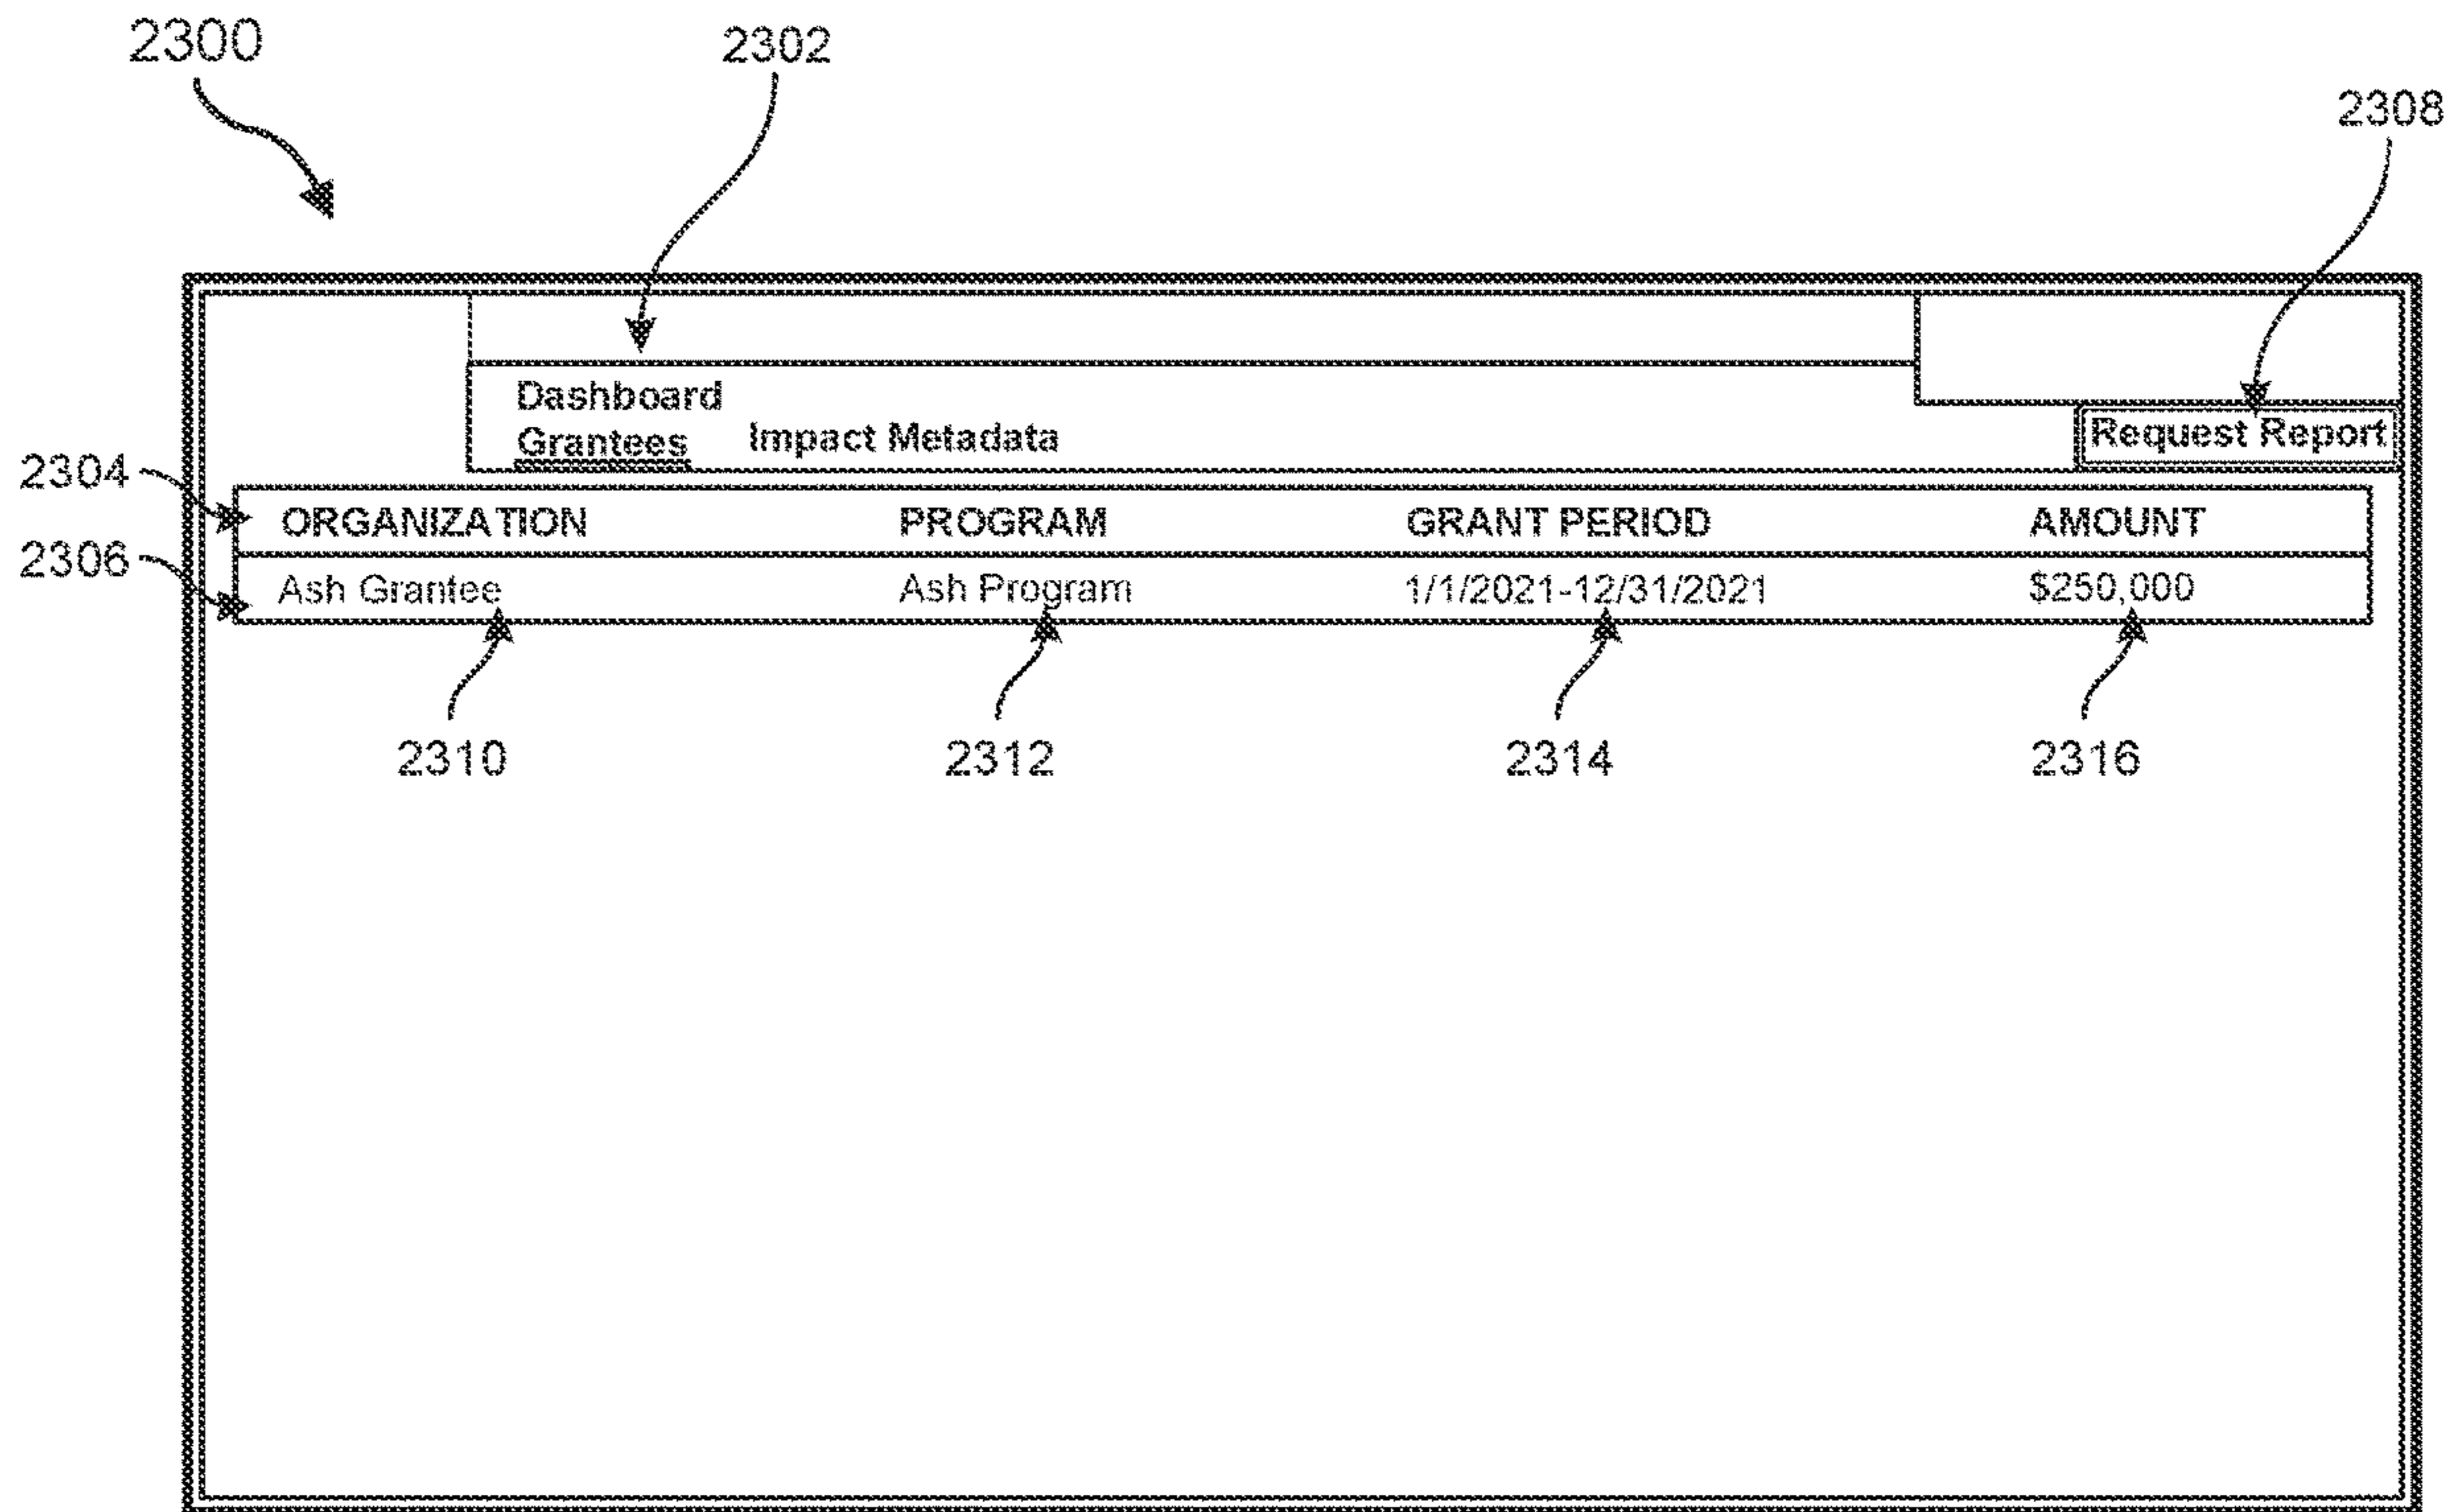 2300
2302
2308
Dashboard
Grantees Impact Metadata
Request Report
2304
ORGANIZATION PROGRAM GRANT PERIOD AMOUNT
2306
Ash Grantee Ash Program 1/1/2021-12/31/2021 $250,000
2310 2312 2314 2316